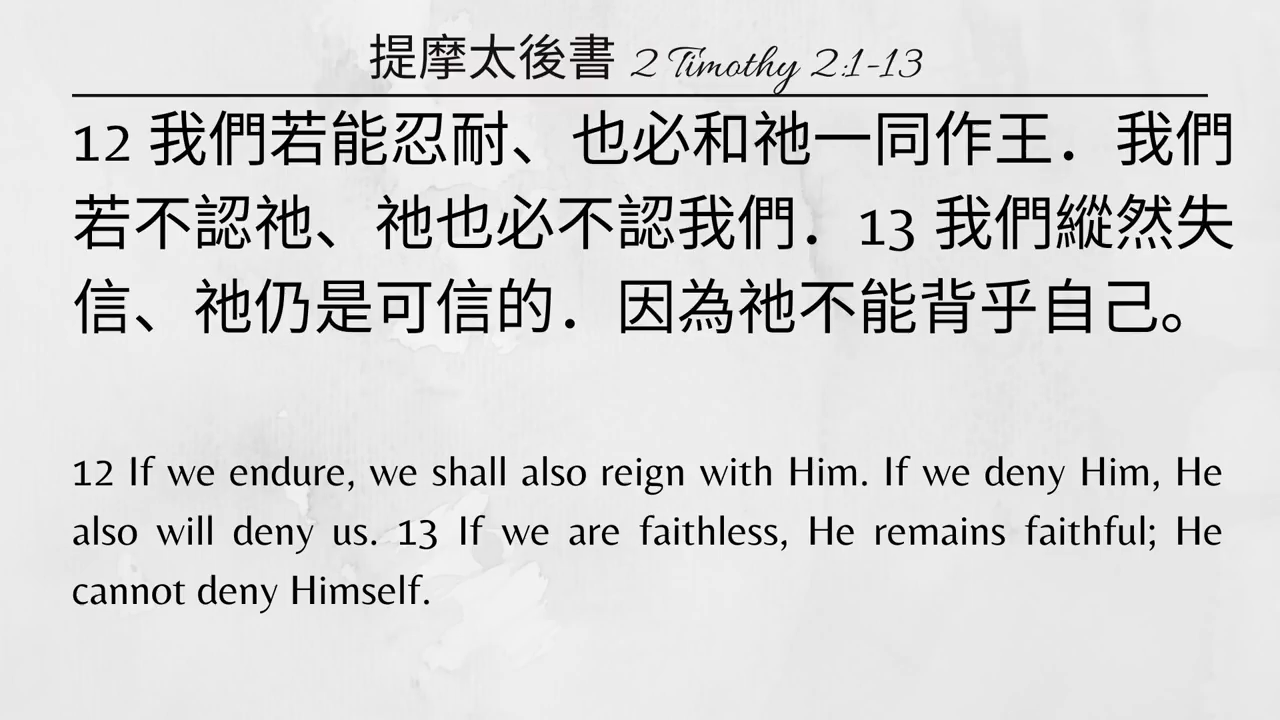 提摩太後書 2 Timothy 2:1-13
12 我們若能忍耐、也必和祂一同作王．我們
若不認祂、祂也必不認我們．13 我們縱然失
信、祂仍是可信的．因為祂不能背乎自己。
12 If we endure, we shall also reign with Him. If we deny Him, He
also will deny us. 13 If we are faithless, He remains faithful; He
cannot deny Himself.